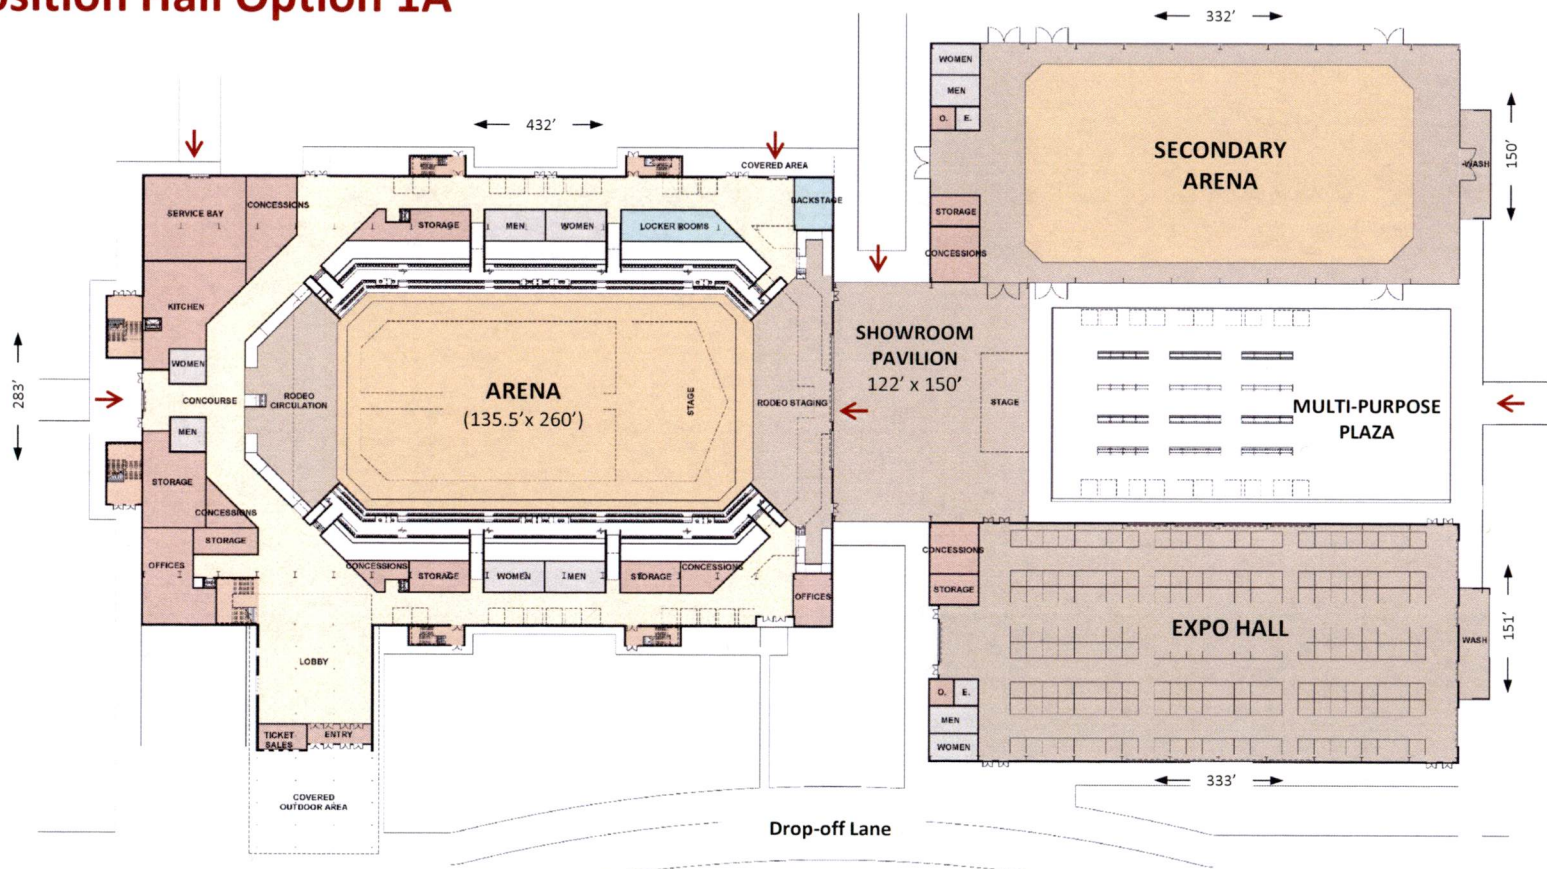 osition Hall Option 1A
332'
432'
WOMEN
MEN
O.
E.
SECONDARY
ARENA
WASH
150'
STORAGE
CONCESSIONS
COVERED AREA
SERVICE BAY
CONCESSIONS
STORAGE
MEN
WOMEN
LOCKER ROOMS
BACKSTAGE
KITCHEN
WOMEN
283'
CONCOURSE
MEN
RODEO
CIRCULATION
ARENA
(135.5'x 260')
STAGE
RODEO STAGING
SHOWROOM
PAVILION
122' x 150'
STAGE
MULTI-PURPOSE
PLAZA
STORAGE
CONCESSIONS
STORAGE
OFFICES
CONCESSIONS
STORAGE
WOMEN
MEN
STORAGE
CONCESSIONS
OFFICES
CONCESSIONS
STORAGE
EXPO HALL
WASH
151'
O.
E.
MEN
WOMEN
333'
LOBBY
TICKET
SALES
ENTRY
COVERED
OUTDOOR AREA
Drop-off Lane